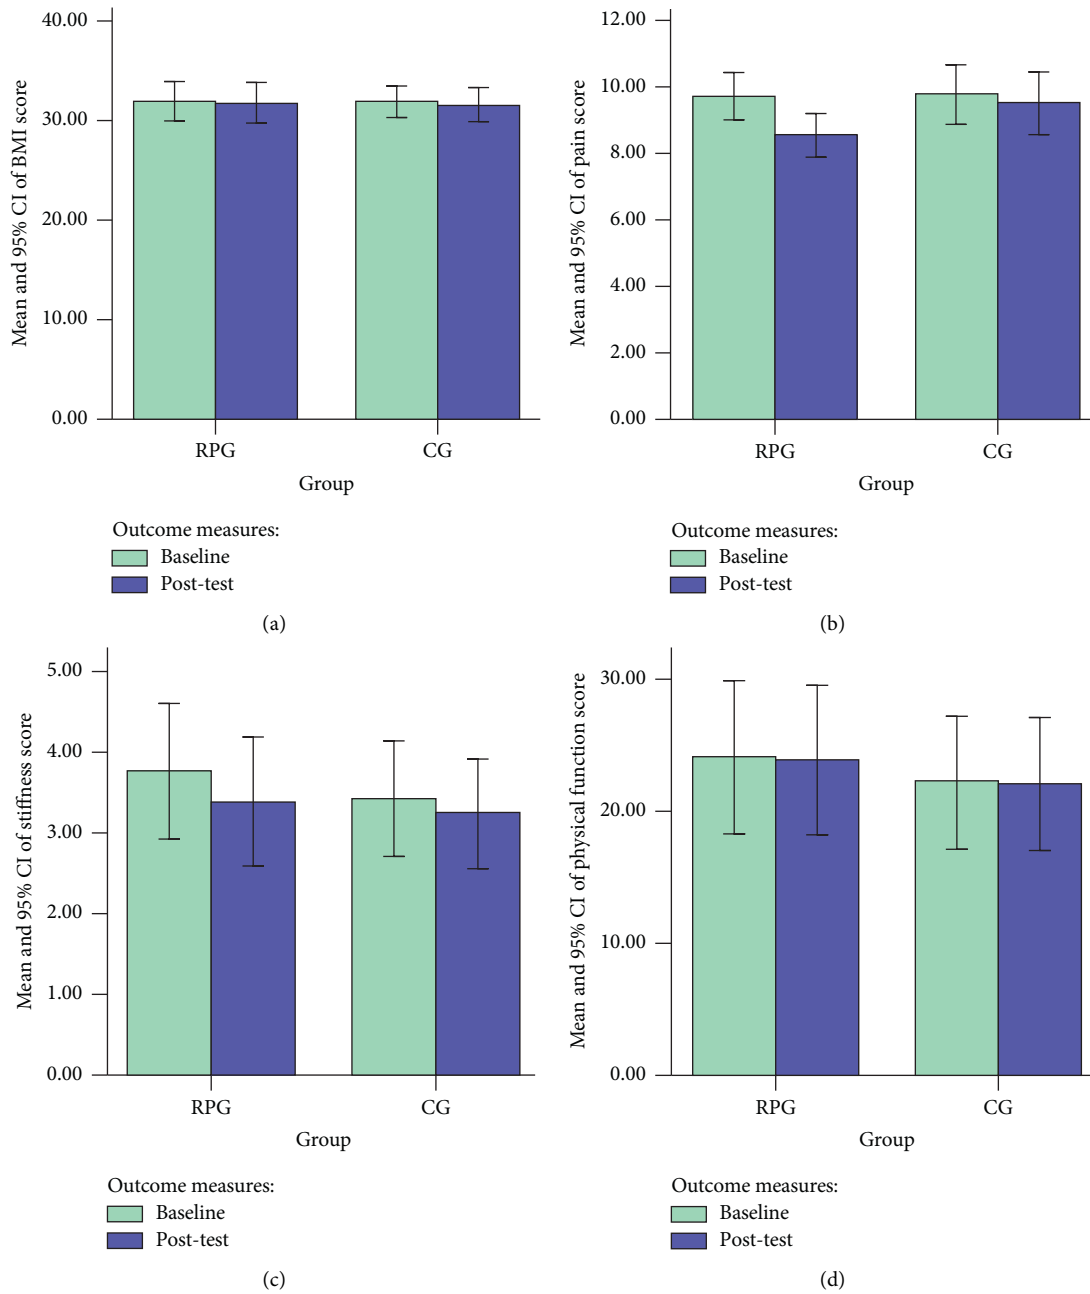 Mean and 95% CI of BMI score
40.00
30.00
20.00
10.00
0.00
RPG
CG
Group
Outcome measures:
Baseline
Post-test
(a)
Mean and 95% CI of pain score
12.00
10.00
8.00
6.00
4.00
2.00
0.00
RPG
CG
Group
Outcome measures:
Baseline
Post-test
(b)
Mean and 95% CI of stiffness score
5.00
4.00
3.00
2.00
1.00
0.00
RPG
CG
Group
Outcome measures:
Baseline
Post-test
(c)
Mean and 95% CI of physical function score
30.00
20.00
10.00
0.00
RPG
CG
Group
Outcome measures:
Baseline
Post-test
(d)